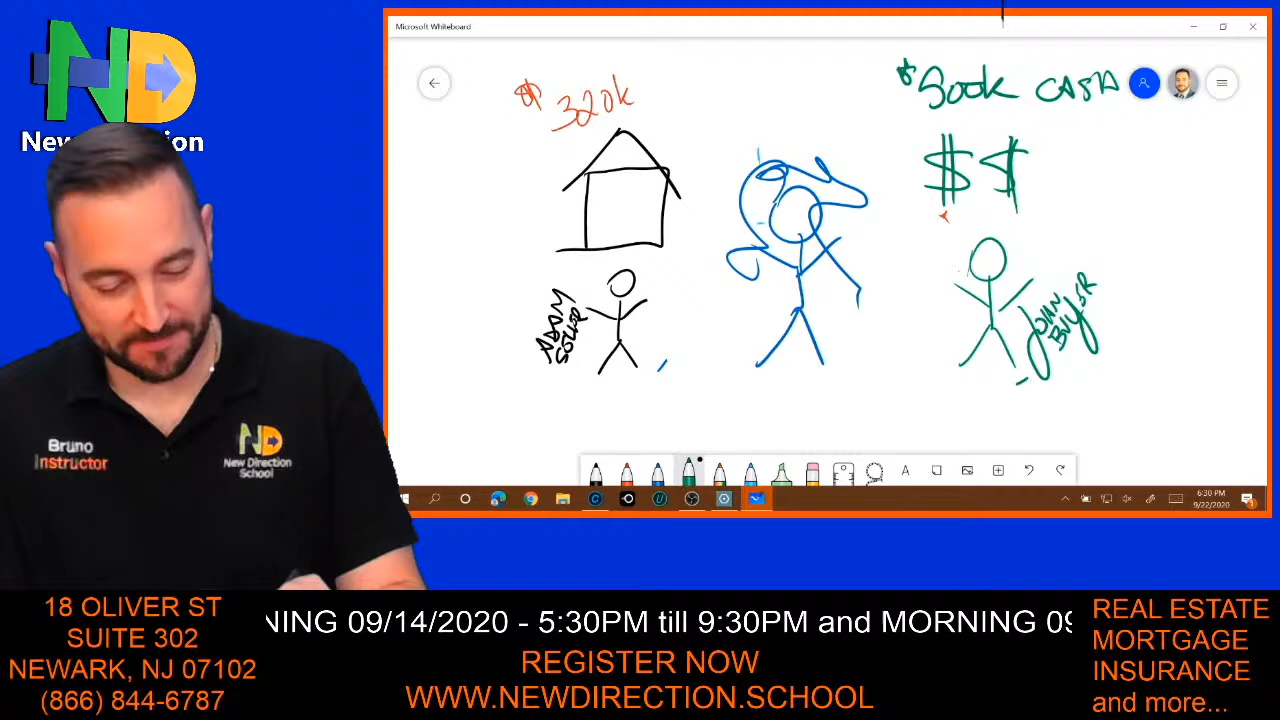 ND
New Direction
Bruno
Instructor
ND
New Direction
School
Microsoft Whiteboard
$320k
$300k CASH
$ $
ADAM
SELLER
JOHN
BUYER
A
6:30 PM
9/22/2020
18 OLIVER ST
SUITE 302
NEWARK, NJ 07102
(866) 844-6787
NING 09/14/2020 - 5:30PM till 9:30PM and MORNING 09
REGISTER NOW
WWW.NEWDIRECTION.SCHOOL
REAL ESTATE
MORTGAGE
INSURANCE
and more...